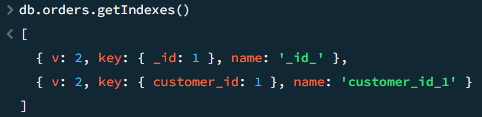 > db.orders.getIndexes()
< [
{ v: 2, key: { _id: 1 }, name: '_id_' },
{ v: 2, key: { customer_id: 1 }, name: 'customer_id_1' }
]